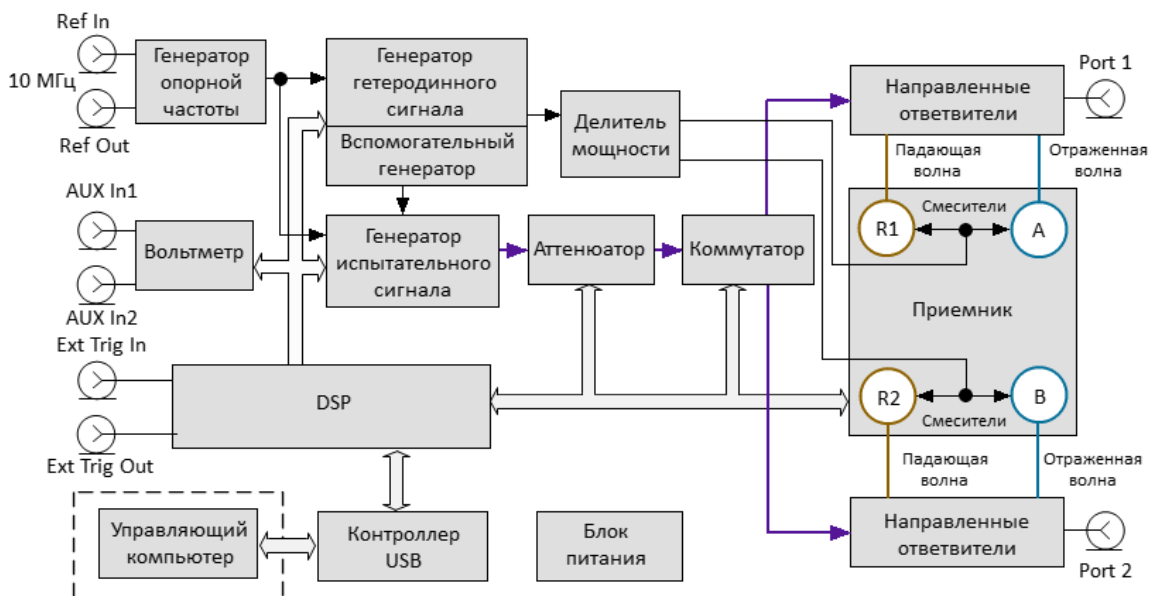 Ref In
10 МГц
Ref Out
Генератор
опорной
частоты
Генератор
гетеродинного
сигнала
Вспомогательный
генератор
Делитель
мощности
Направленные
ответвители
Port 1
Падающая
волна
Отраженная
волна
AUX In1
AUX In2
Вольтметр
Генератор
испытательного
сигнала
Аттенюатор
Коммутатор
R1
Смесители
A
Приемник
R2
Смесители
B
Ext Trig In
Ext Trig Out
DSP
Падающая
волна
Отраженная
волна
Управляющий
компьютер
Контроллер
USB
Блок
питания
Направленные
ответвители
Port 2